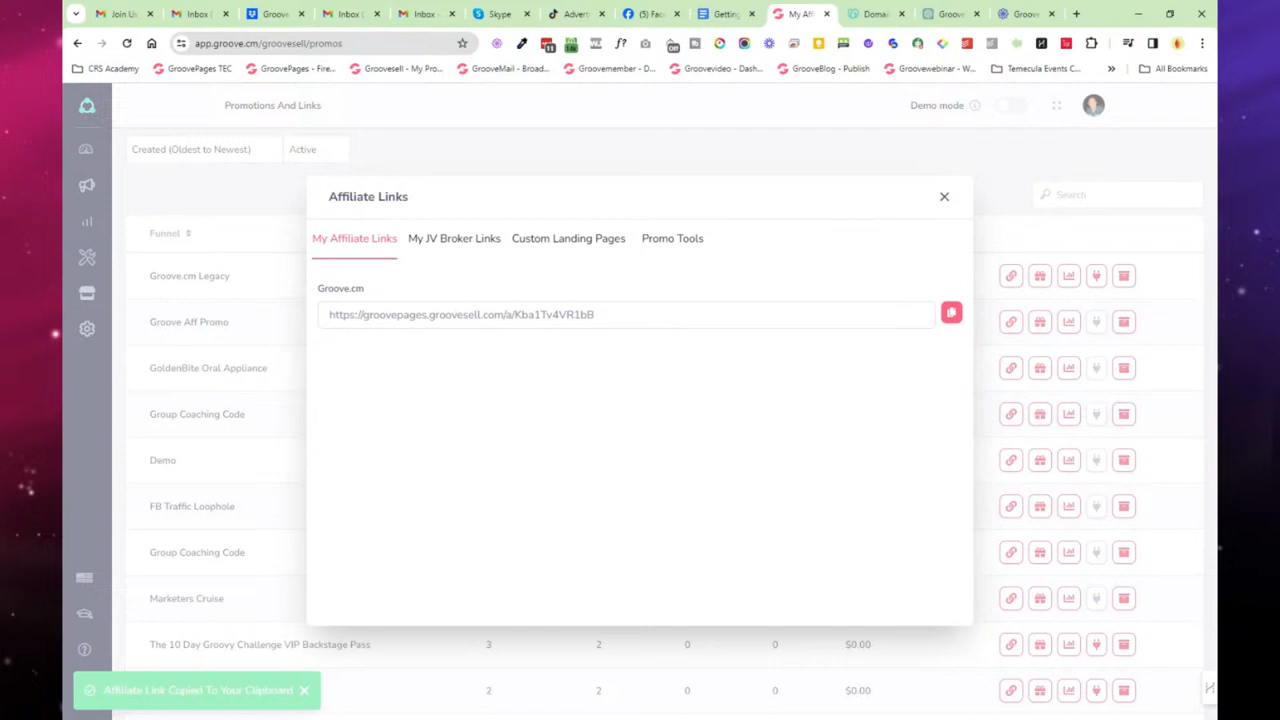 Join Us
Inbox (
Groove
Inbox (
Inbox -
Skype
Advert
(5) Fac
Getting
My Aff
Domai
Groove
Groove
app.groove.cm/groovesell/promos
CRS Academy
GroovePages TEC
GroovePages - Fire...
Groovesell - My Pro...
GrooveMail - Broad...
Groovemember - D...
Groovevideo - Dash...
GrooveBlog - Publish
Groovewebinar - W...
Temecula Events C...
All Bookmarks
Promotions And Links
Demo mode
Created (Oldest to Newest)
Active
Affiliate Links
Search
My Affiliate Links
My JV Broker Links
Custom Landing Pages
Promo Tools
Funnel
Groove.cm Legacy
Groove.cm
https://groovepages.groovesell.com/a/Kba1Tv4VR1bB
Groove Aff Promo
GoldenBite Oral Appliance
Group Coaching Code
Demo
FB Traffic Loophole
Group Coaching Code
Marketers Cruise
The 10 Day Groovy Challenge VIP Backstage Pass 3 2 0 0 $0.00
Affiliate Link Copied To Your Clipboard
2 2 0 0 $0.00